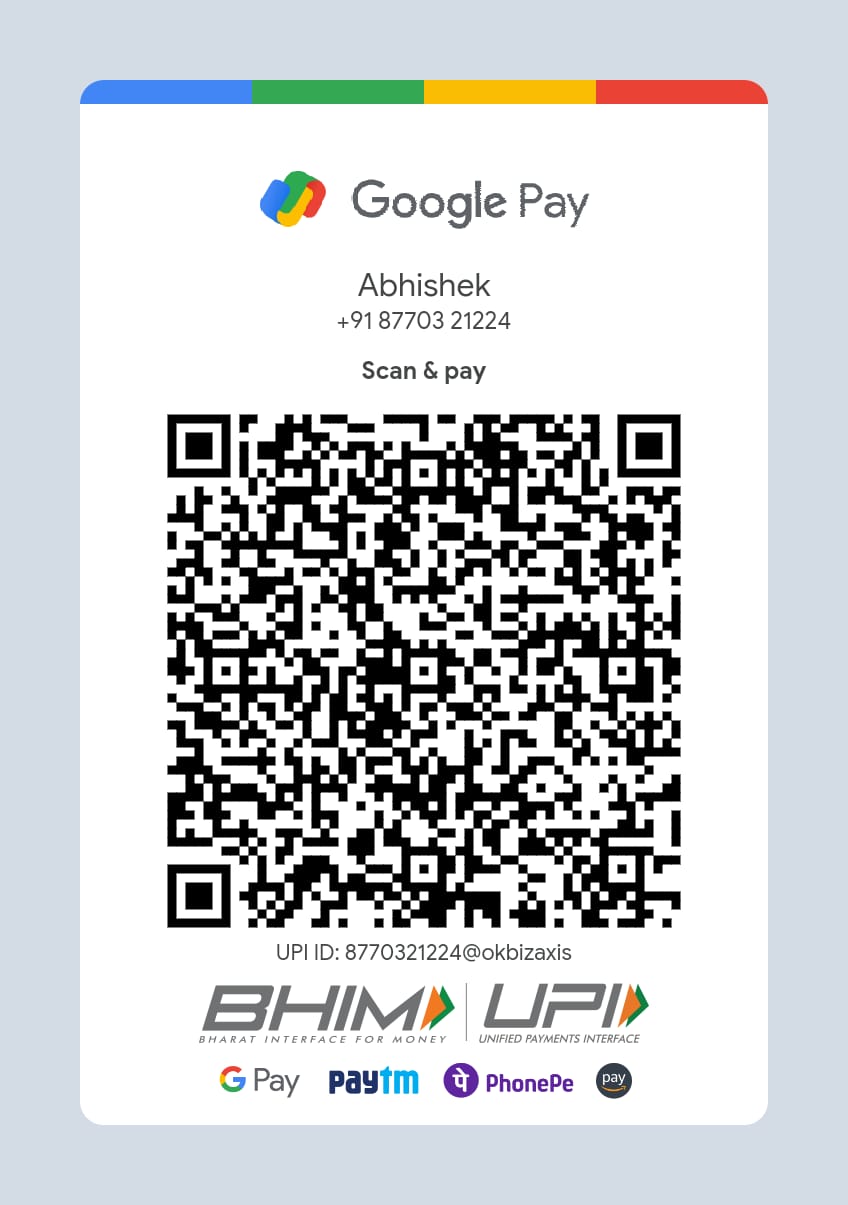 Google Pay
Abhishek
+91 87703 21224
Scan & pay
UPI ID: 8770321224@okbizaxis
BHIM UPI
BHARAT INTERFACE FOR MONEY UNIFIED PAYMENTS INTERFACE
G Pay paytm पे PhonePe pay